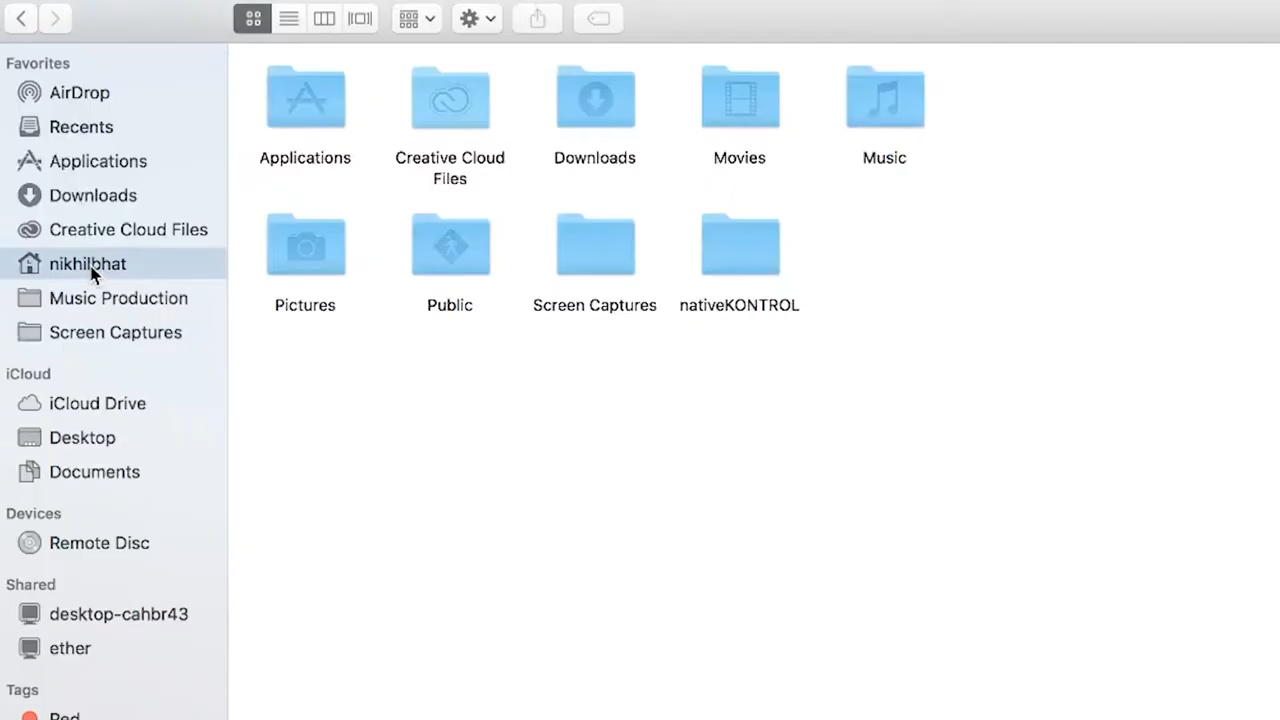 Favorites
AirDrop
Recents
Applications
Downloads
Creative Cloud Files
nikhilbhat
Music Production
Screen Captures
iCloud
iCloud Drive
Desktop
Documents
Devices
Remote Disc
Shared
desktop-cahbr43
ether
Tags
Red
Applications
Creative Cloud
Files
Downloads
Movies
Music
Pictures
Public
Screen Captures
nativeKONTROL